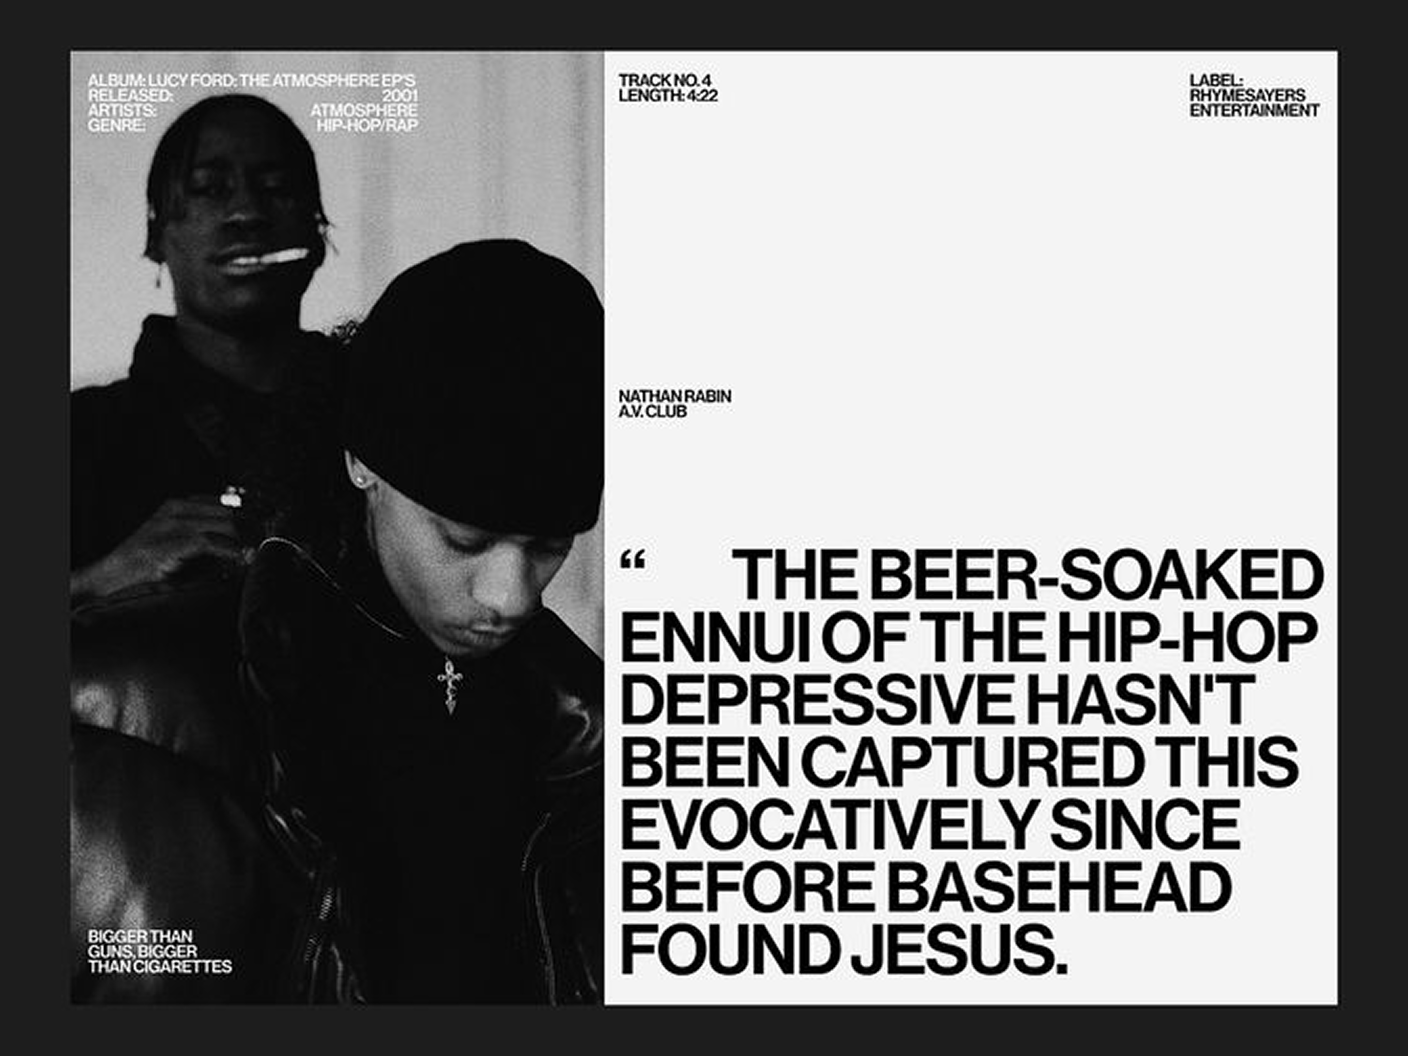 ALBUM: LUCY FORD: THE ATMOSPHERE EP'S
RELEASED: 2001
ARTISTS: ATMOSPHERE
GENRE: HIP-HOP/RAP
BIGGER THAN
GUNS, BIGGER
THAN CIGARETTES
TRACK NO. 4
LENGTH: 4:22
LABEL:
RHYMESAYERS
ENTERTAINMENT
NATHAN RABIN
A.V. CLUB
“ THE BEER-SOAKED
ENNUI OF THE HIP-HOP
DEPRESSIVE HASN'T
BEEN CAPTURED THIS
EVOCATIVELY SINCE
BEFORE BASEHEAD
FOUND JESUS.